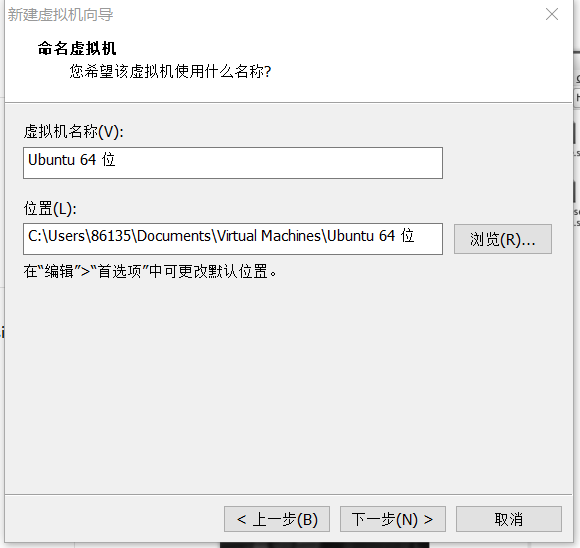 新建虚拟机向导
命名虚拟机
您希望该虚拟机使用什么名称?
虚拟机名称(V):
Ubuntu 64 位
位置(L):
C:\Users\86135\Documents\Virtual Machines\Ubuntu 64 位
浏览(R)...
在“编辑”>“首选项”中可更改默认位置。
< 上一步(B)
下一步(N) >
取消